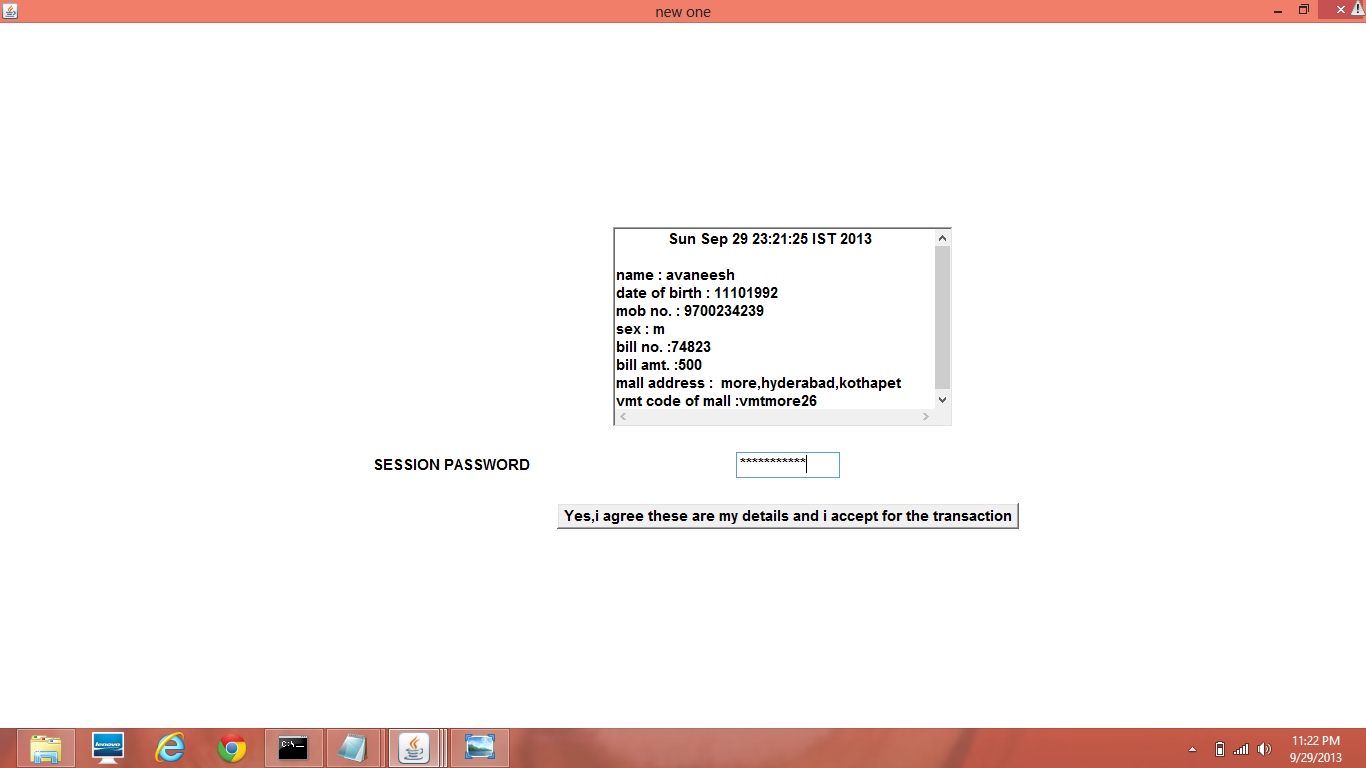 new one
Sun Sep 29 23:21:25 IST 2013
name : avaneesh
date of birth : 11101992
mob no. : 9700234239
sex : m
bill no. :74823
bill amt. :500
mall address :  more,hyderabad,kothapet
vmt code of mall :vmtmore26
SESSION PASSWORD
***********
Yes,i agree these are my details and i accept for the transaction
lenovo
C:\
11:22 PM
9/29/2013